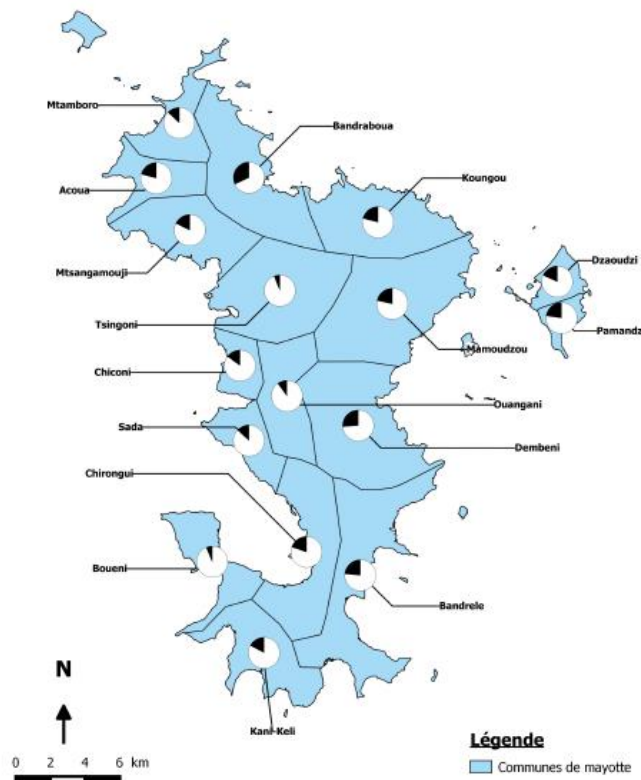 Mtamboro
Bandraboua
Koungou
Acoua
Dzaoudzi
Mtsangamouji
Tsingoni
Pamandz
Mamoudzou
Chiconi
Ouangani
Sada
Dembeni
Chirongui
Boueni
Bandrele
N
Kani-Keli
Légende
0 2 4 6 km
Communes de mayotte